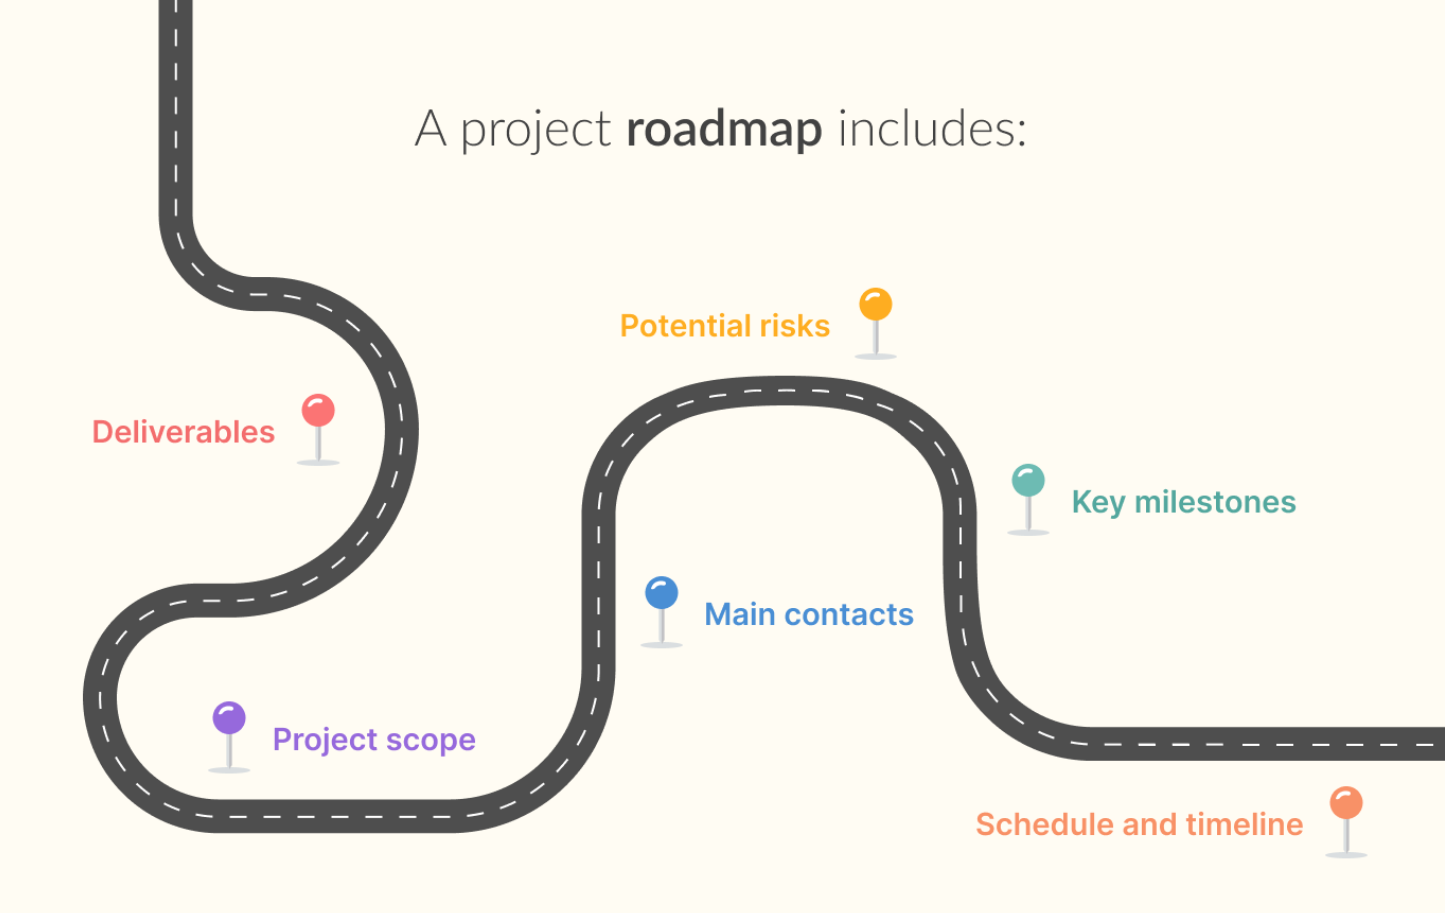 A project roadmap includes:
Potential risks
Deliverables
Key milestones
Main contacts
Project scope
Schedule and timeline